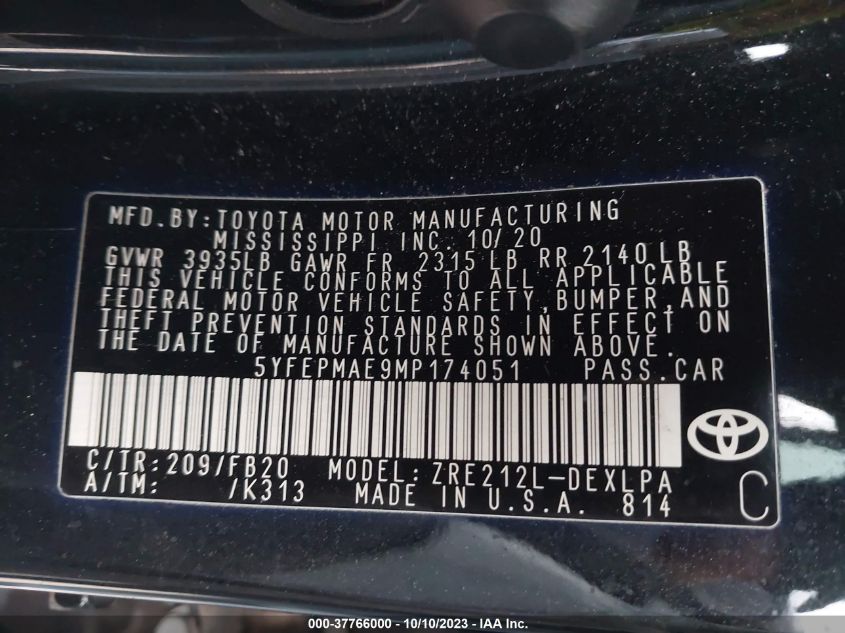 MFD.BY:TOYOTA MOTOR MANUFACTURING
MISSISSIPPI INC. 10/20
GVWR 3935LB GAWR FR 2315 LB RR 2140 LB
THIS VEHICLE CONFORMS TO ALL APPLICABLE
FEDERAL MOTOR VEHICLE SAFETY,BUMPER,AND
THEFT PREVENTION STANDARDS IN EFFECT ON
THE DATE OF MANUFACTURE SHOWN ABOVE.
5YFEPMAE9MP174051 PASS.CAR
C/TR:209/FB20 MODEL:ZRE212L-DEXLPA
A/TM: /K313 MADE IN U.S.A. 814 C
000-37766000 - 10/10/2023 - IAA Inc.